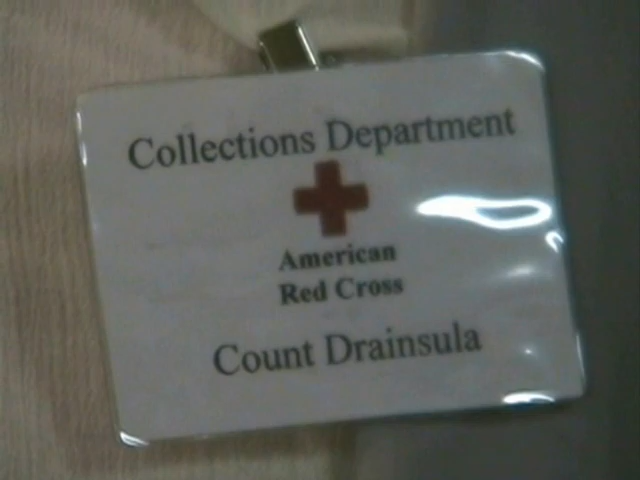 Collections Department
American
Red Cross
Count Drainsula